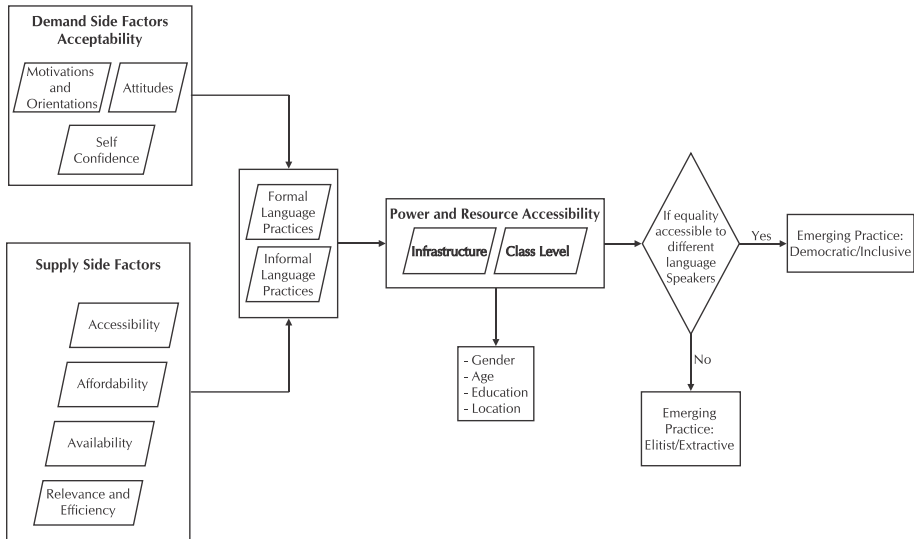 Demand Side Factors
Acceptability
Motivations
and
Orientations
Attitudes
Self
Confidence
Supply Side Factors
Accessibility
Affordability
Availability
Relevance and
Efficiency
Formal
Language
Practices
Informal
Language
Practices
Power and Resource Accessibility
Infrastructure
Class Level
- Gender
- Age
- Education
- Location
If equality
accessible to
different
language
Speakers
Yes
Emerging Practice:
Democratic/Inclusive
No
Emerging
Practice:
Elitist/Extractive